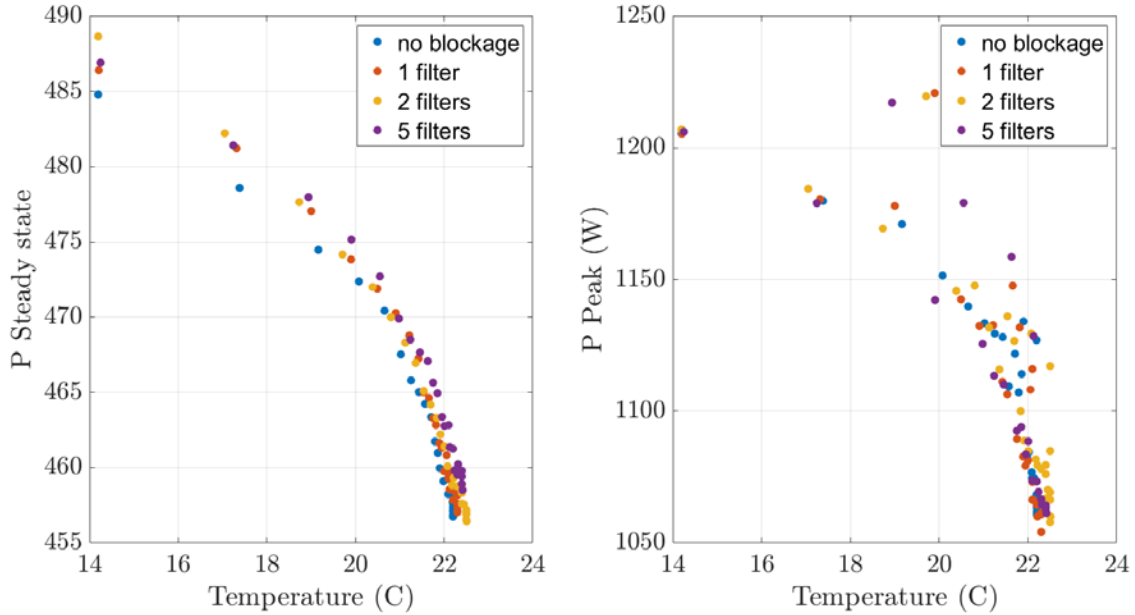 P Steady state
490
485
480
475
470
465
460
455
14
16
18
20
22
24
Temperature (C)
no blockage
1 filter
2 filters
5 filters
P Peak (W)
1250
1200
1150
1100
1050
14
16
18
20
22
24
Temperature (C)
no blockage
1 filter
2 filters
5 filters